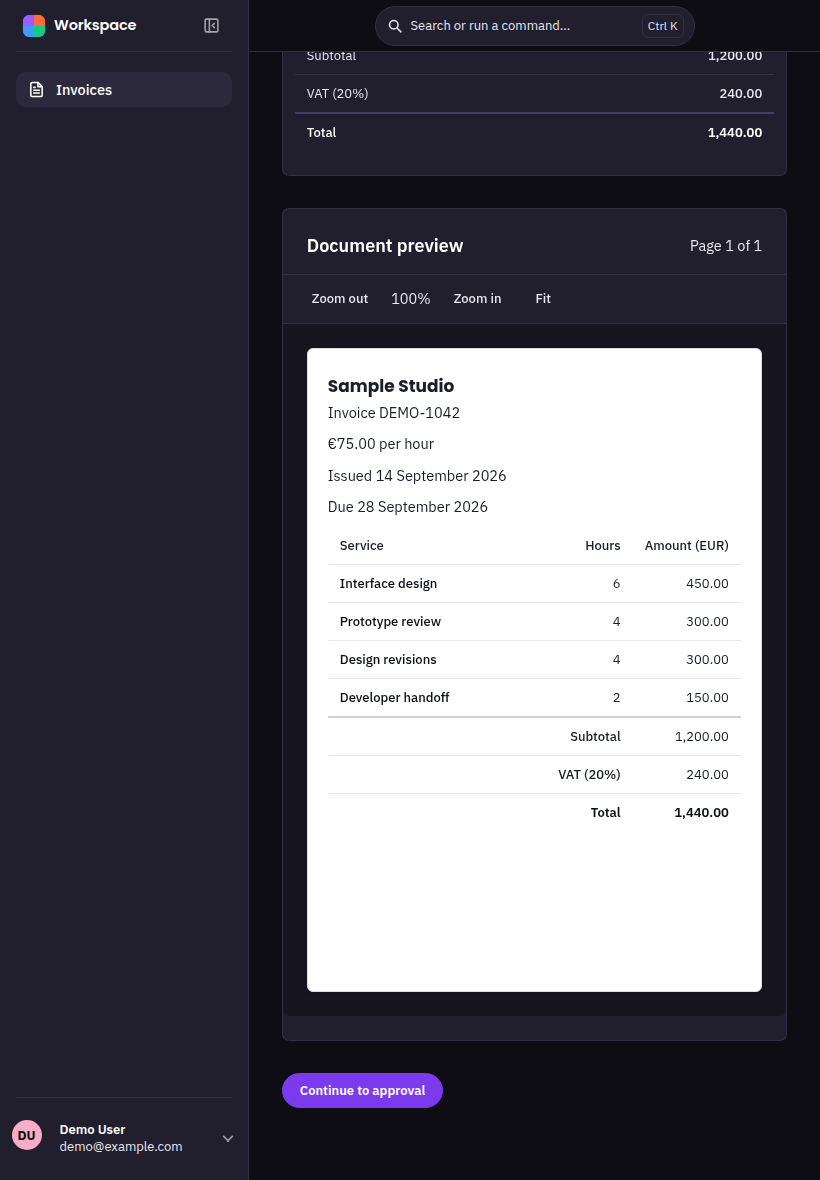 Workspace
Search or run a command...
Ctrl K
Invoices
Subtotal 1,200.00
VAT (20%) 240.00
Total 1,440.00
Document preview
Page 1 of 1
Zoom out 100% Zoom in Fit
Sample Studio
Invoice DEMO-1042
€75.00 per hour
Issued 14 September 2026
Due 28 September 2026
Service Hours Amount (EUR)
Interface design 6 450.00
Prototype review 4 300.00
Design revisions 4 300.00
Developer handoff 2 150.00
Subtotal 1,200.00
VAT (20%) 240.00
Total 1,440.00
Continue to approval
DU
Demo User
demo@example.com